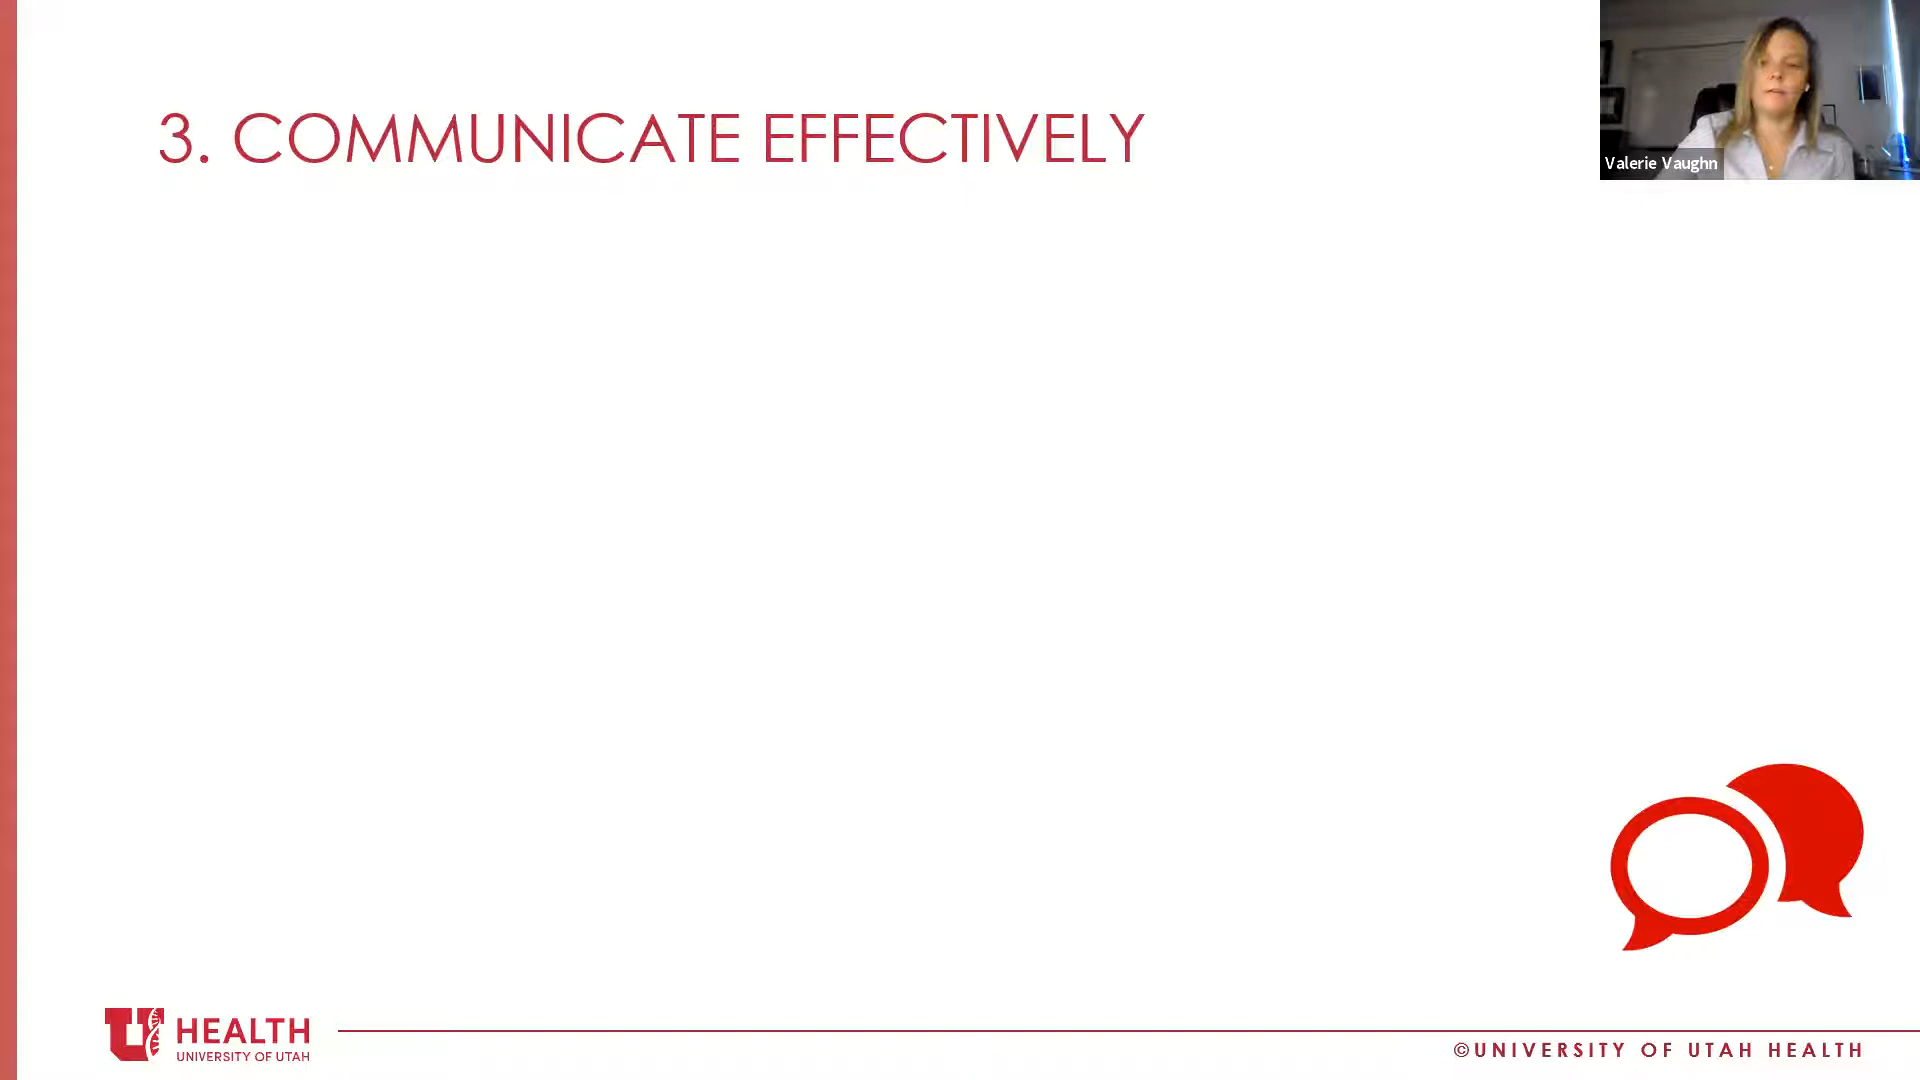 3. COMMUNICATE EFFECTIVELY
Valerie Vaughn
U HEALTH
UNIVERSITY OF UTAH
©UNIVERSITY OF UTAH HEALTH